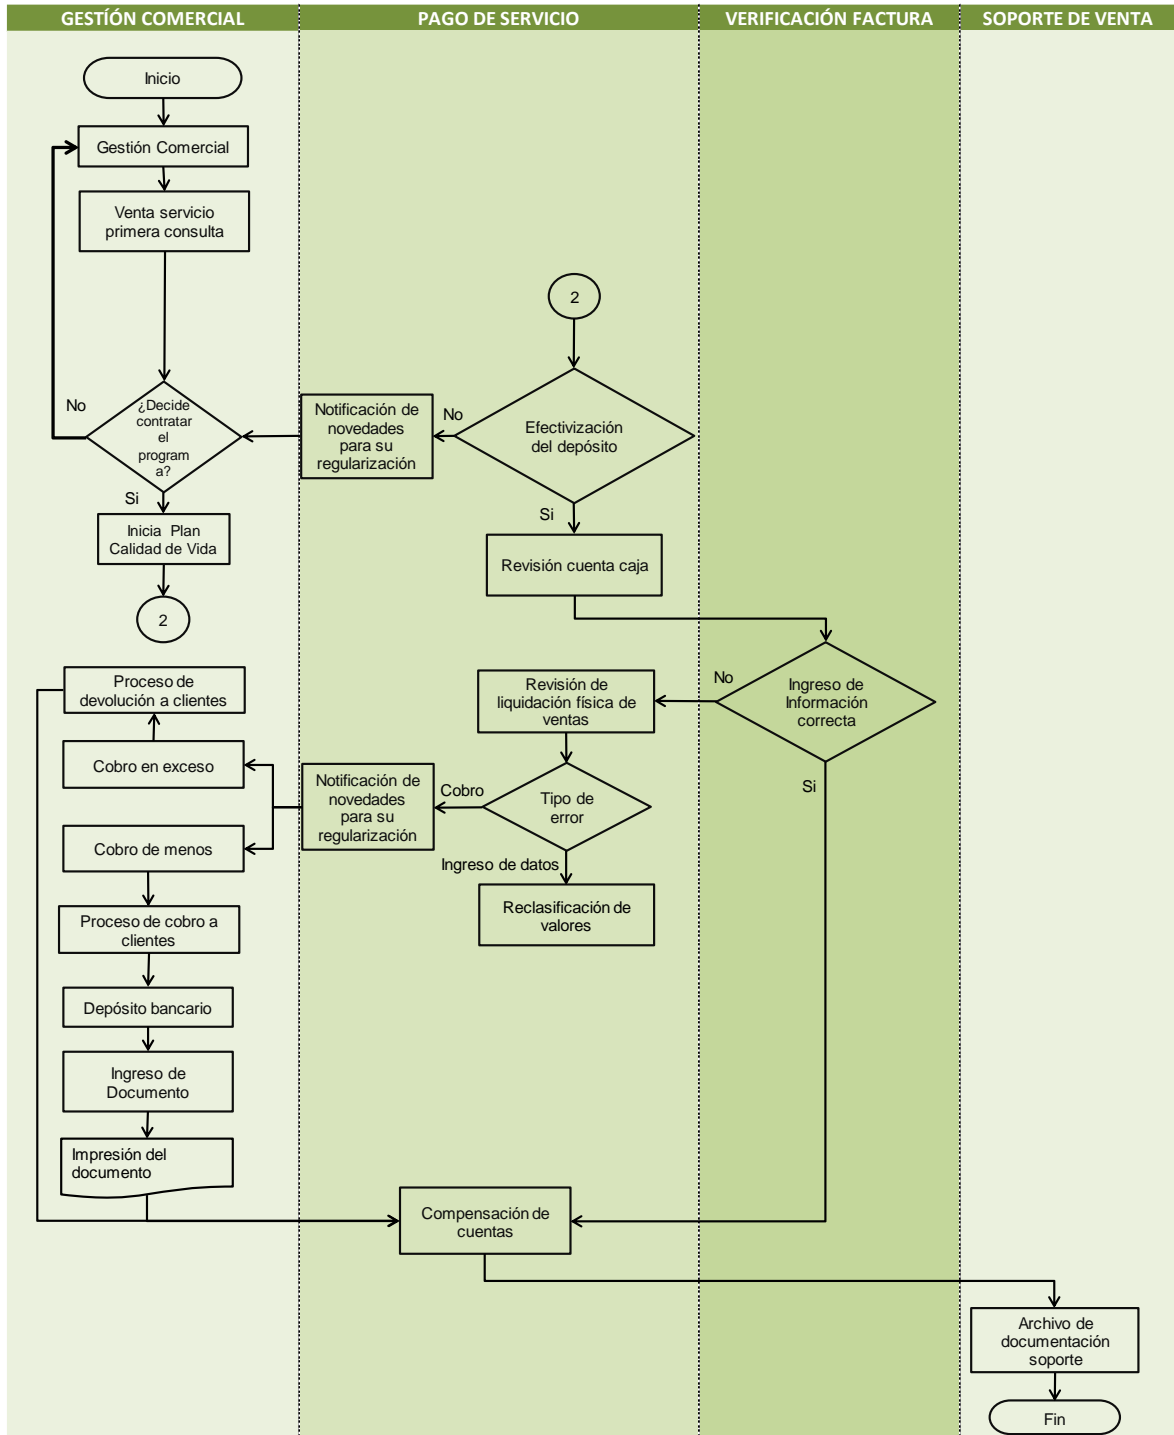 GESTÍÓN COMERCIAL
PAGO DE SERVICIO
VERIFICACIÓN FACTURA
SOPORTE DE VENTA
Inicio
Gestión Comercial
Venta servicio
primera consulta
2
No
¿Decide
contratar
el
program
a?
Si
Notificación de
novedades
para su
regularización
No
Efectivización
del depósito
Si
Inicia Plan
Calidad de Vida
2
Revisión cuenta caja
Proceso de
devolución a clientes
Cobro en exceso
Cobro de menos
Proceso de cobro a
clientes
Depósito bancario
Ingreso de
Documento
Impresión del
documento
Revisión de
liquidación física de
ventas
No
Ingreso de
Información
correcta
Si
Notificación de
novedades
para su
regularización
Cobro
Tipo de
error
Ingreso de datos
Reclasificación de
valores
Compensación de
cuentas
Archivo de
documentación
soporte
Fin